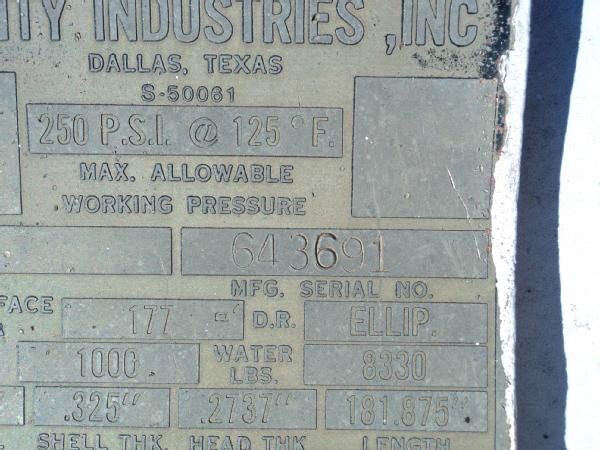 ITY INDUSTRIES, INC
DALLAS, TEXAS
S-50061
250 P.S.I. @ 125° F.
MAX. ALLOWABLE
WORKING PRESSURE
643691
MFG. SERIAL NO.
FACE 177 = D.R. ELLIP.
A
1000 WATER LBS. 8330
.325" .2737" 181.875"
SHELL THK. HEAD THK LENGTH